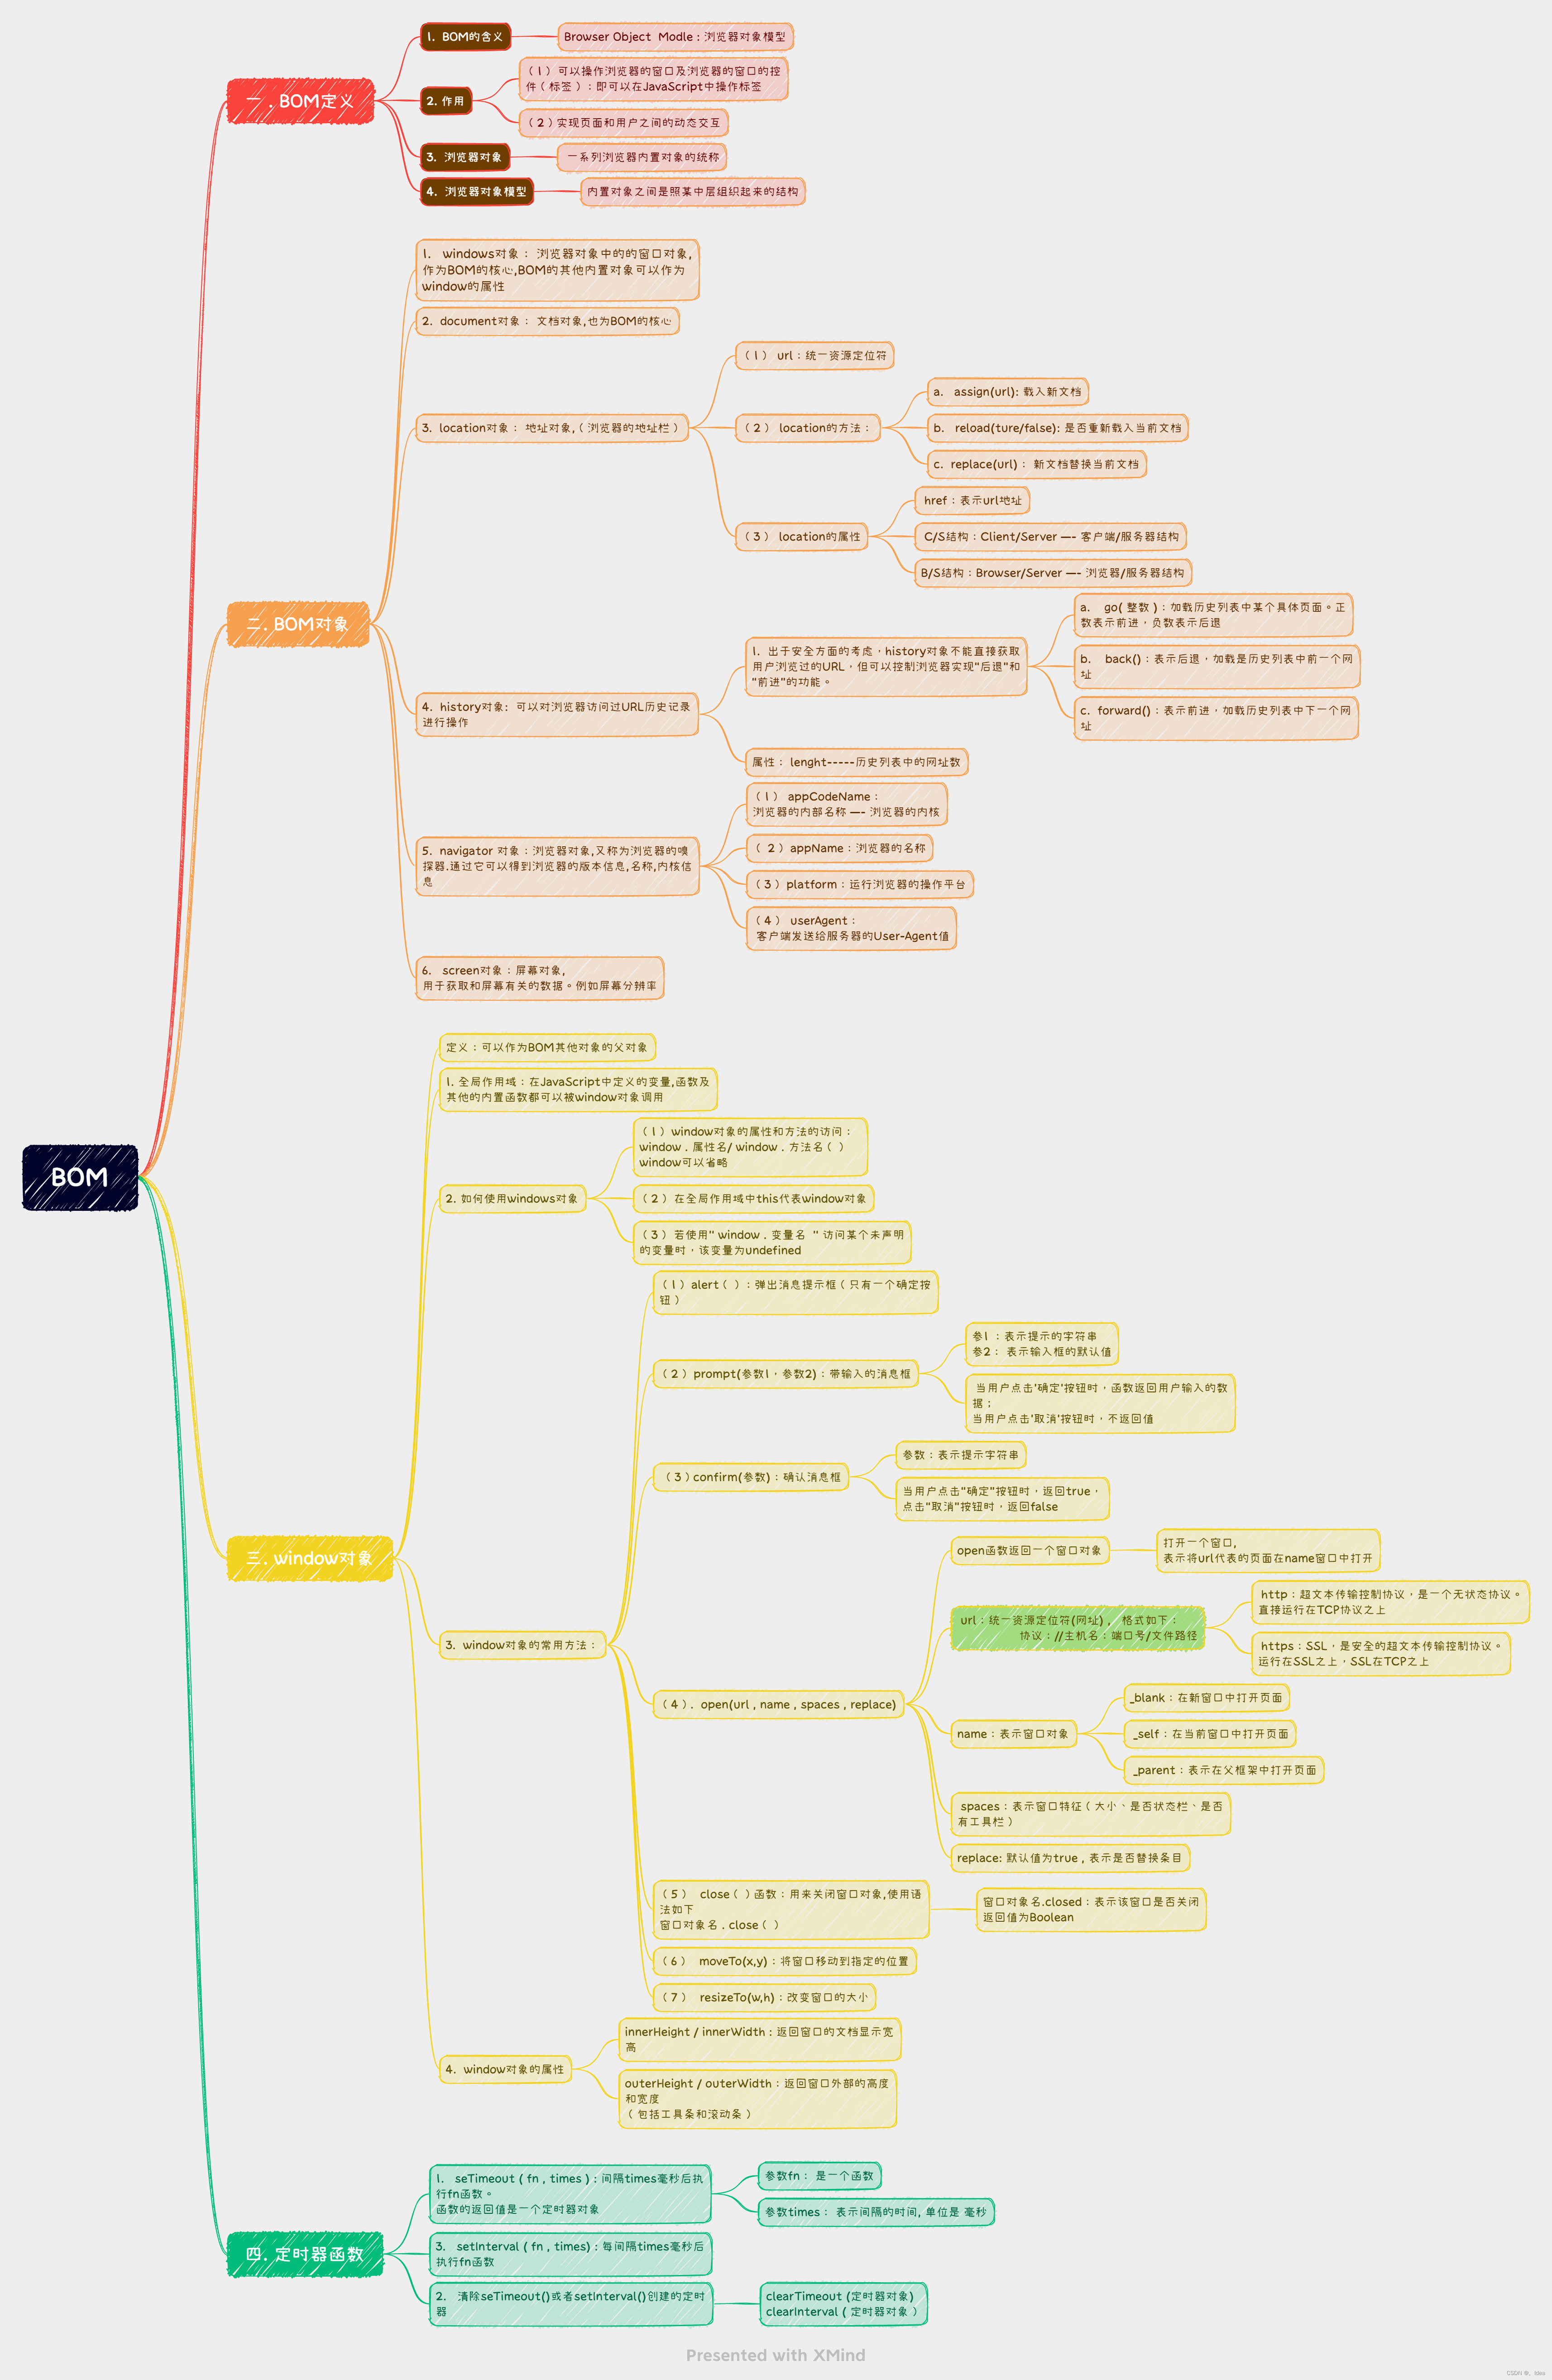 BOM
一 . BOM定义
1. BOM的含义
Browser Object  Modle : 浏览器对象模型
2. 作用
（1）可以操作浏览器的窗口及浏览器的窗口的控
件（标签）：即可以在JavaScript中操作标签
（2）实现页面和用户之间的动态交互
3. 浏览器对象
一系列浏览器内置对象的统称
4. 浏览器对象模型
内置对象之间是照某中层组织起来的结构
二. BOM对象
1.  windows对象： 浏览器对象中的的窗口对象,
作为BOM的核心,BOM的其他内置对象可以作为
window的属性
2. document对象： 文档对象,也为BOM的核心
3. location对象： 地址对象,（浏览器的地址栏）
（1） url：统一资源定位符
（2） location的方法：
a.  assign(url): 载入新文档
b.  reload(ture/false): 是否重新载入当前文档
c. replace(url)： 新文档替换当前文档
（3） location的属性
href：表示url地址
C/S结构：Client/Server —- 客户端/服务器结构
B/S结构：Browser/Server —- 浏览器/服务器结构
4. history对象: 可以对浏览器访问过URL历史记录
进行操作
1. 出于安全方面的考虑，history对象不能直接获取
用户浏览过的URL，但可以控制浏览器实现"后退"和
"前进"的功能。
a.  go( 整数 )：加载历史列表中某个具体页面。正
数表示前进，负数表示后退
b.  back()：表示后退，加载是历史列表中前一个网
址
c. forward()：表示前进，加载历史列表中下一个网
址
属性： lenght-----历史列表中的网址数
5. navigator 对象：浏览器对象,又称为浏览器的嗅
探器.通过它可以得到浏览器的版本信息,名称,内核信
息
（1） appCodeName：
浏览器的内部名称 —- 浏览器的内核
（ 2）appName：浏览器的名称
（3）platform：运行浏览器的操作平台
（4） userAgent：
客户端发送给服务器的User-Agent值
6.  screen对象：屏幕对象,
用于获取和屏幕有关的数据。例如屏幕分辨率
三. window对象
定义：可以作为BOM其他对象的父对象
1. 全局作用域：在JavaScript中定义的变量,函数及
其他的内置函数都可以被window对象调用
2. 如何使用windows对象
（1）window对象的属性和方法的访问：
window . 属性名/ window . 方法名（ ）
window可以省略
（2）在全局作用域中this代表window对象
（3）若使用" window . 变量名  " 访问某个未声明
的变量时，该变量为undefined
3. window对象的常用方法：
（1）alert（ ）：弹出消息提示框（只有一个确定按
钮）
（2）prompt(参数1，参数2)：带输入的消息框
参1 ：表示提示的字符串
参2： 表示输入框的默认值
当用户点击'确定'按钮时，函数返回用户输入的数
据；
当用户点击'取消'按钮时，不返回值
（3）confirm(参数)：确认消息框
参数：表示提示字符串
当用户点击"确定"按钮时，返回true，
点击"取消"按钮时，返回false
（4）. open(url , name , spaces , replace)
open函数返回一个窗口对象
打开一个窗口,
表示将url代表的页面在name窗口中打开
url：统一资源定位符(网址) ， 格式如下：
协议：//主机名：端口号/文件路径
http：超文本传输控制协议，是一个无状态协议。
直接运行在TCP协议之上
https：SSL，是安全的超文本传输控制协议。
运行在SSL之上，SSL在TCP之上
name：表示窗口对象
_blank：在新窗口中打开页面
_self：在当前窗口中打开页面
_parent：表示在父框架中打开页面
spaces：表示窗口特征（大小、是否状态栏、是否
有工具栏）
replace: 默认值为true , 表示是否替换条目
（5）  close（ ）函数：用来关闭窗口对象,使用语
法如下
窗口对象名 . close（ ）
窗口对象名.closed：表示该窗口是否关闭
返回值为Boolean
（6）  moveTo(x,y)：将窗口移动到指定的位置
（7）  resizeTo(w,h)：改变窗口的大小
4. window对象的属性
innerHeight / innerWidth : 返回窗口的文档显示宽
高
outerHeight / outerWidth：返回窗口外部的高度
和宽度
（包括工具条和滚动条）
四. 定时器函数
1.  seTimeout ( fn , times ) : 间隔times毫秒后执
行fn函数。
函数的返回值是一个定时器对象
参数fn： 是一个函数
参数times： 表示间隔的时间, 单位是 毫秒
3.  setInterval ( fn , times) : 每间隔times毫秒后
执行fn函数
2.  清除seTimeout()或者setInterval()创建的定时
器
clearTimeout (定时器对象)
clearInterval ( 定时器对象 ）
Presented with XMind